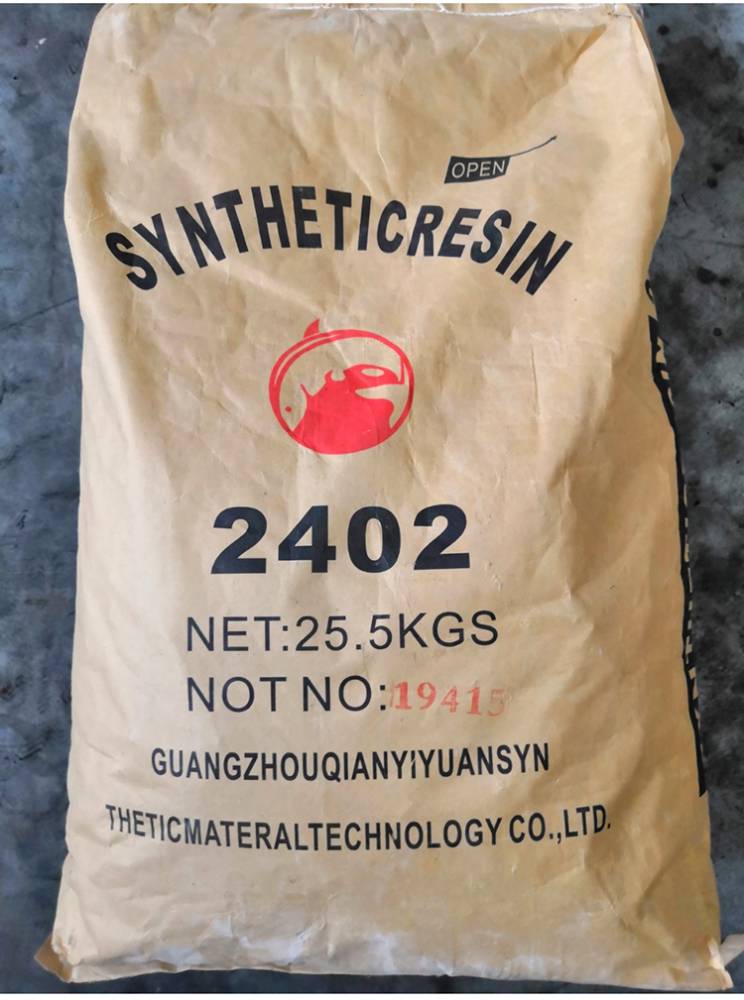 OPEN
SYNTHETICRESIN
2402
NET:25.5KGS
NOT NO:19415
GUANGZHOUQIANYIYUANSYN
THETICMATERALTECHNOLOGY CO.,LTD.